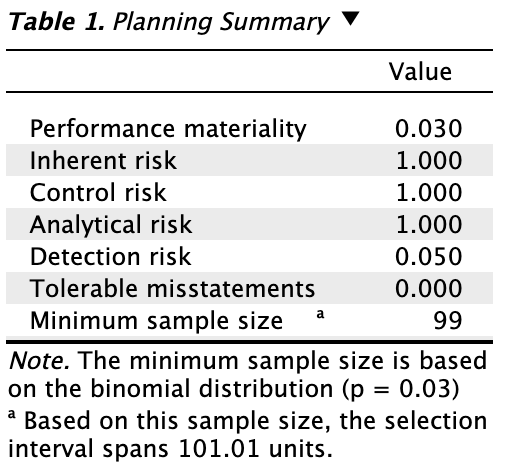 Table 1. Planning Summary ▼
Value
Performance materiality 0.030
Inherent risk 1.000
Control risk 1.000
Analytical risk 1.000
Detection risk 0.050
Tolerable misstatements 0.000
Minimum sample size ᵃ 99
Note. The minimum sample size is based
on the binomial distribution (p = 0.03)
ᵃ Based on this sample size, the selection
interval spans 101.01 units.